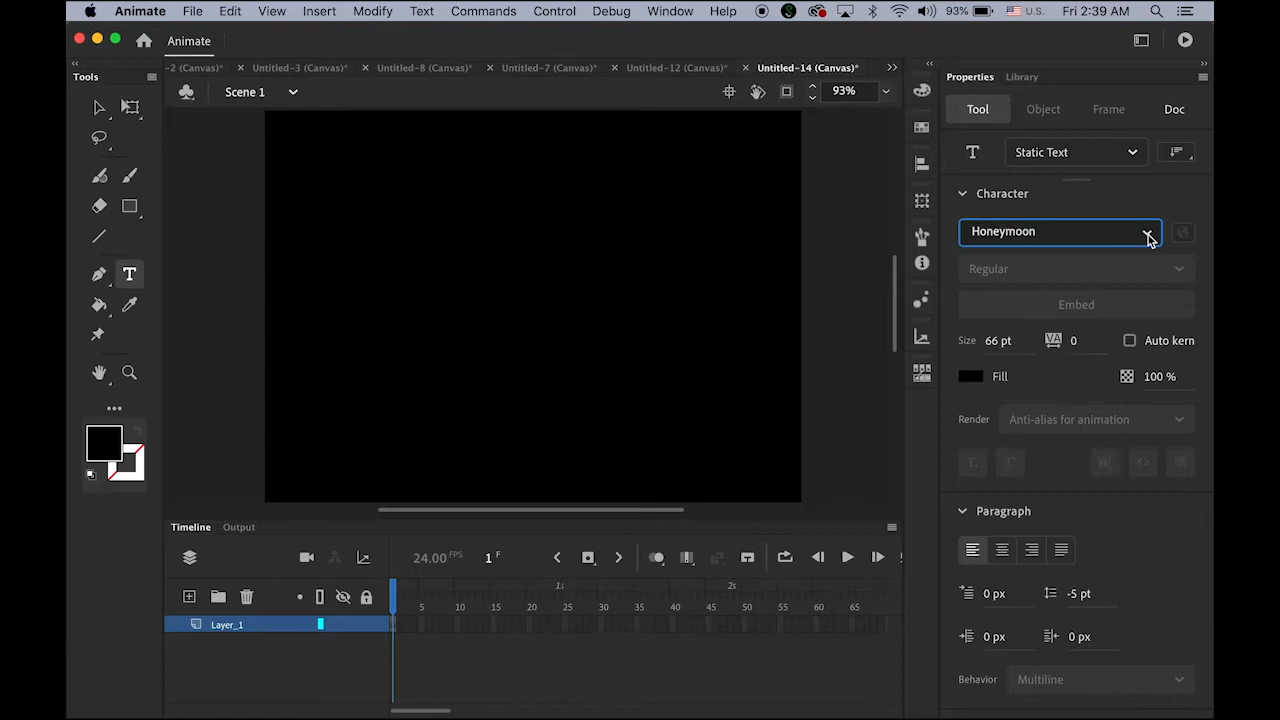 Animate File Edit View Insert Modify Text Commands Control Debug Window Help 93% U.S. Fri 2:39 AM
Animate
Tools
-2 (Canvas)* × Untitled-3 (Canvas)* × Untitled-8 (Canvas)* × Untitled-7 (Canvas)* × Untitled-12 (Canvas)* × Untitled-14 (Canvas)*
Scene 1
93%
Properties Library
Tool Object Frame Doc
T Static Text
Character
Honeymoon
Regular
Embed
Size 66 pt VA 0 Auto kern
Fill 100 %
Render Anti-alias for animation
Paragraph
0 px -5 pt
0 px 0 px
Behavior Multiline
T
Timeline Output
24.00 FPS 1 F
1s 2s
5 10 15 20 25 30 35 40 45 50 55 60 65
Layer_1